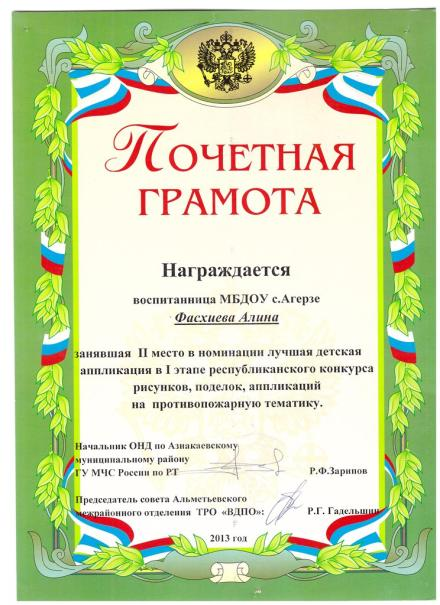 ПОЧЕТНАЯ
ГРАМОТА
Награждается
воспитанница МБДОУ с.Агерзе
Фасхиева Алина
занявшая II место в номинации лучшая детская
аппликация в I этапе республиканского конкурса
рисунков, поделок, аппликаций
на противопожарную тематику.
Начальник ОНД по Азнакаевскому
муниципальному району
ГУ МЧС России по РТ Р.Ф.Зарипов
Председатель совета Альметьевского
межрайонного отделения ТРО «ВДПО»: Р.Г. Гадельшин
2013 год